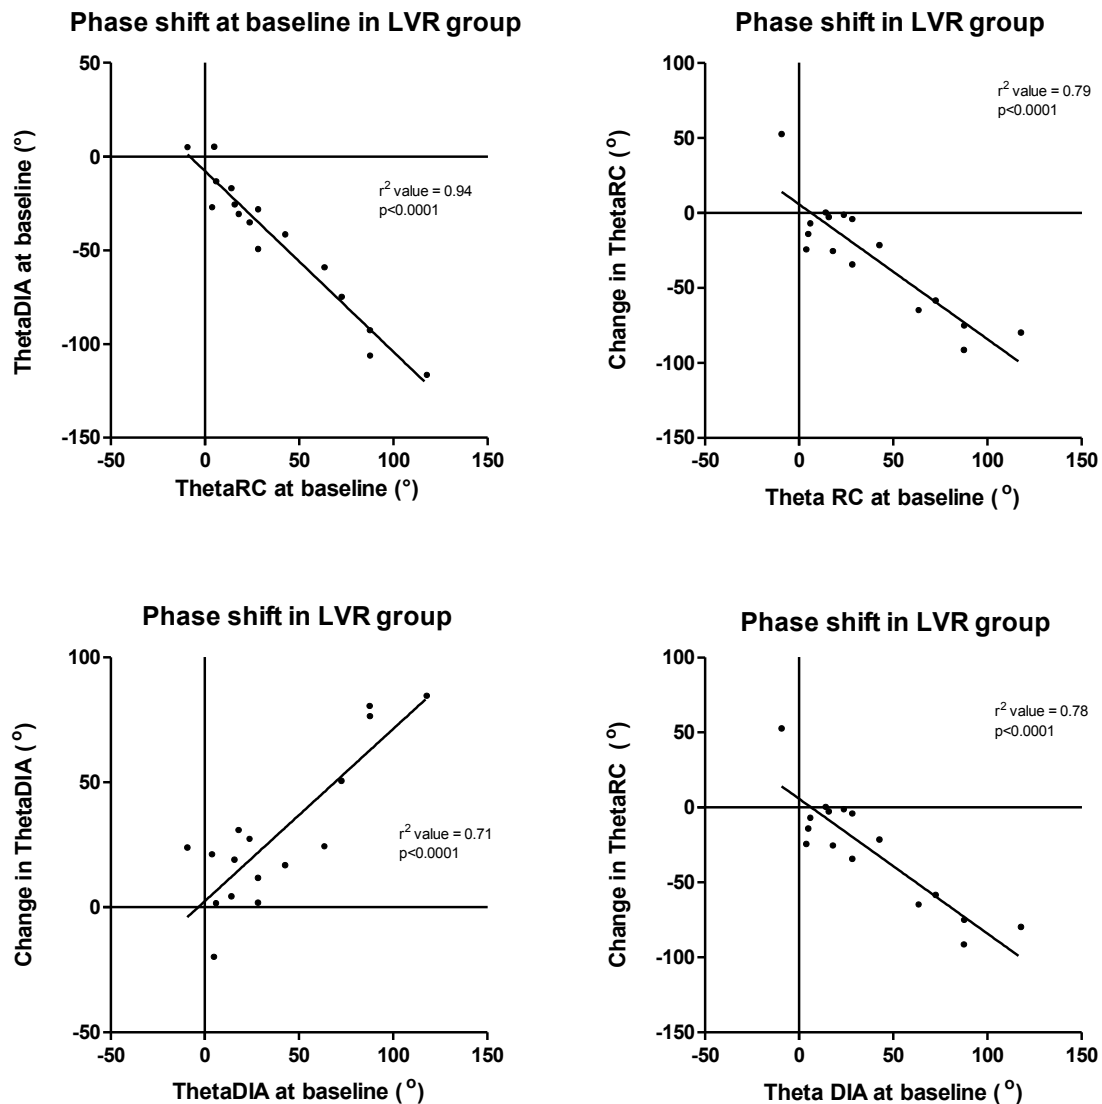 Phase shift at baseline in LVR group
50
0
-50
-100
-150
-50 0 50 100 150
ThetaDIA at baseline (°)
ThetaRC at baseline (°)
r² value = 0.94
p<0.0001
Phase shift in LVR group
100
50
0
-50
-100
-150
-50 0 50 100 150
Change in ThetaRC (°)
Theta RC at baseline (°)
r² value = 0.79
p<0.0001
Phase shift in LVR group
100
50
0
-50
-50 0 50 100 150
Change in ThetaDIA (°)
ThetaDIA at baseline (°)
r² value = 0.71
p<0.0001
Phase shift in LVR group
100
50
0
-50
-100
-150
-50 0 50 100 150
Change in ThetaRC (°)
Theta DIA at baseline (°)
r² value = 0.78
p<0.0001